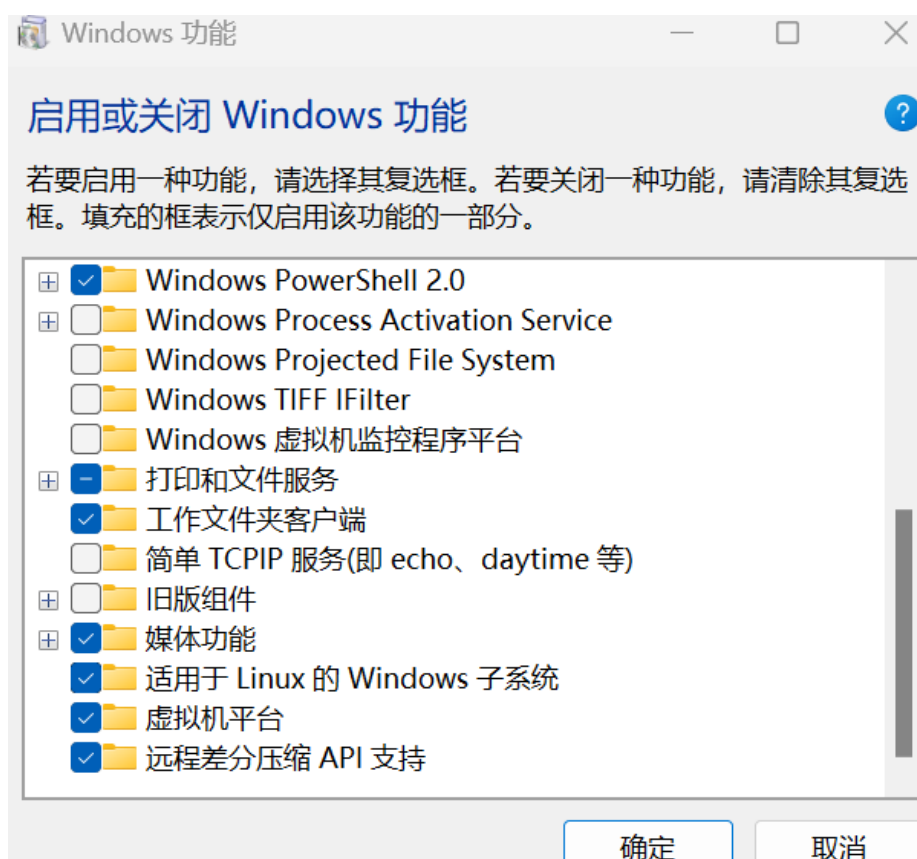 Windows 功能
启用或关闭 Windows 功能
?
若要启用一种功能，请选择其复选框。若要关闭一种功能，请清除其复选
框。填充的框表示仅启用该功能的一部分。
Windows PowerShell 2.0
Windows Process Activation Service
Windows Projected File System
Windows TIFF IFilter
Windows 虚拟机监控程序平台
打印和文件服务
工作文件夹客户端
简单 TCPIP 服务(即 echo、daytime 等)
旧版组件
媒体功能
适用于 Linux 的 Windows 子系统
虚拟机平台
远程差分压缩 API 支持
确定
取消